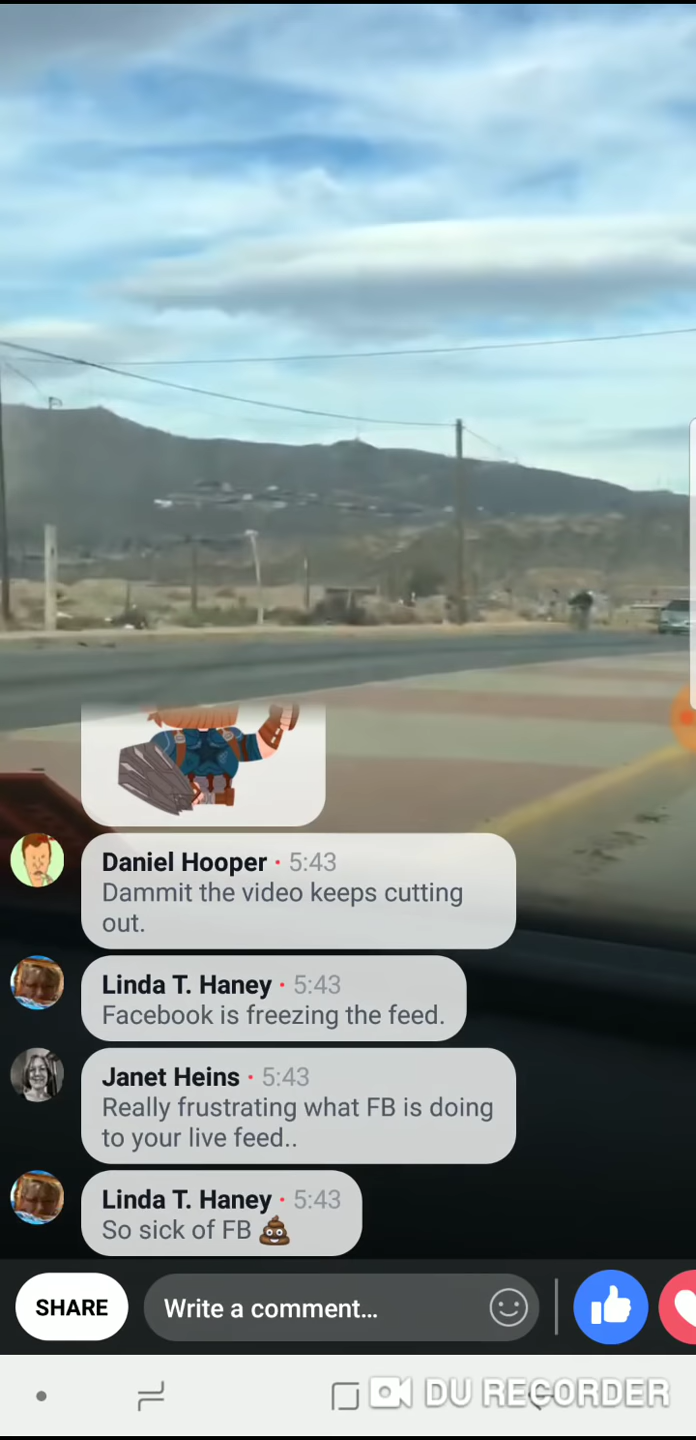 Daniel Hooper • 5:43
Dammit the video keeps cutting
out.
Linda T. Haney • 5:43
Facebook is freezing the feed.
Janet Heins • 5:43
Really frustrating what FB is doing
to your live feed..
Linda T. Haney • 5:43
So sick of FB 💩
SHARE
Write a comment...
DU RECORDER